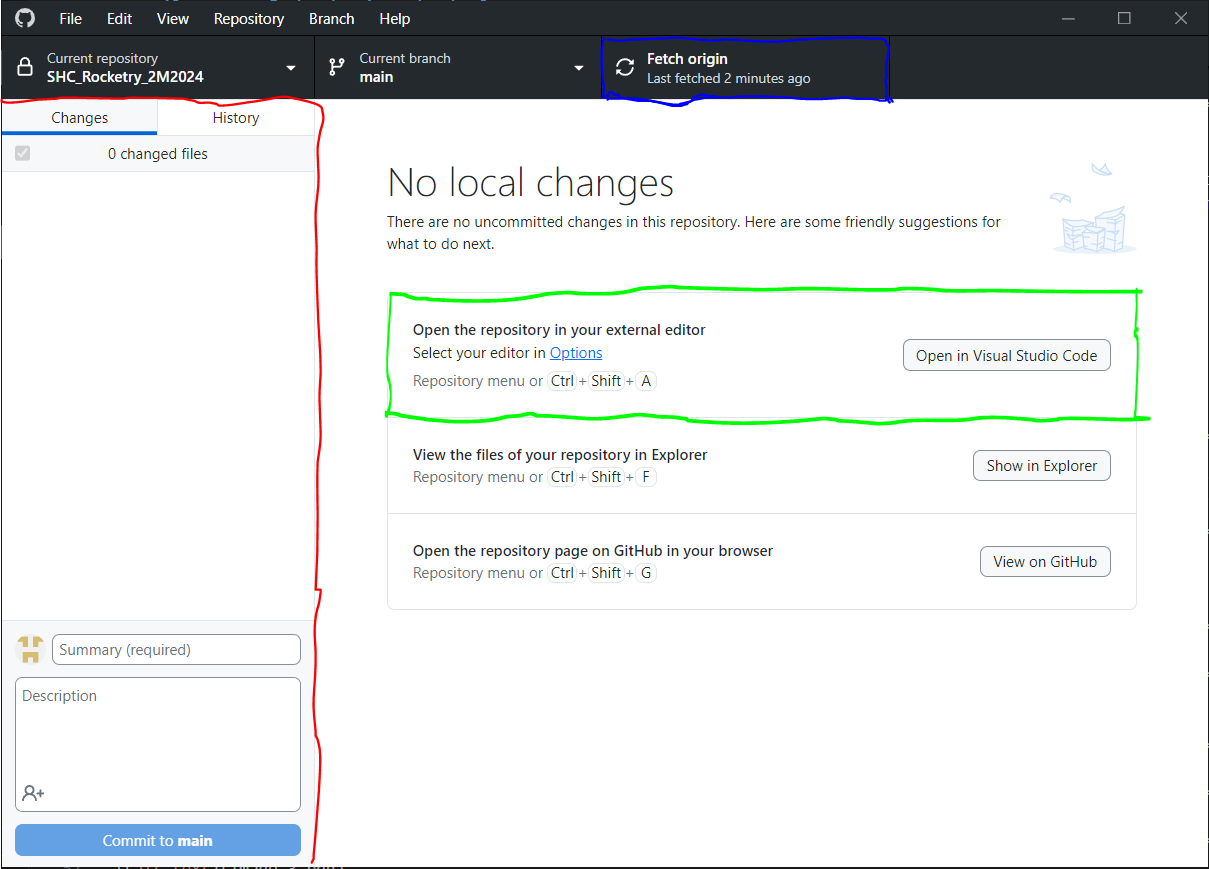 File Edit View Repository Branch Help
Current repository
SHC_Rocketry_2M2024
Current branch
main
Fetch origin
Last fetched 2 minutes ago
Changes
History
0 changed files
No local changes
There are no uncommitted changes in this repository. Here are some friendly suggestions for
what to do next.
Open the repository in your external editor
Select your editor in Options
Repository menu or Ctrl + Shift + A
Open in Visual Studio Code
View the files of your repository in Explorer
Repository menu or Ctrl + Shift + F
Show in Explorer
Open the repository page on GitHub in your browser
Repository menu or Ctrl + Shift + G
View on GitHub
Summary (required)
Description
Commit to main